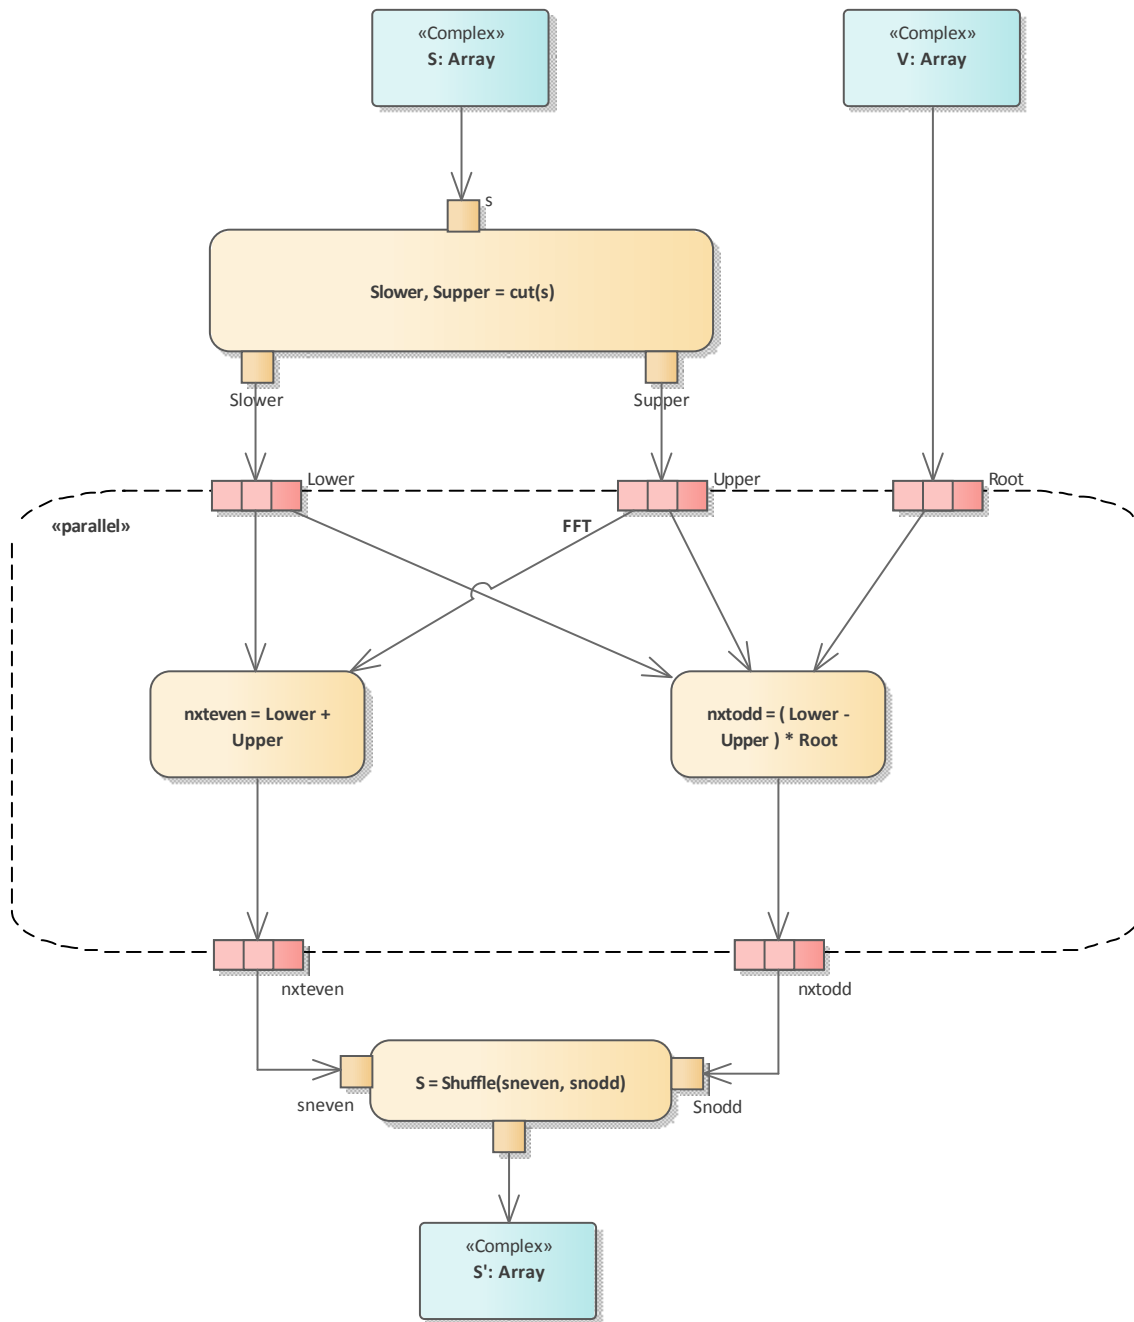 «Complex»
S: Array
«Complex»
V: Array
s
Slower, Supper = cut(s)
Slower
Supper
Lower
Upper
Root
«parallel»
FFT
nxteven = Lower +
Upper
nxtodd = ( Lower -
Upper ) * Root
nxteven
nxtodd
S = Shuffle(sneven, snodd)
sneven
Snodd
«Complex»
S': Array